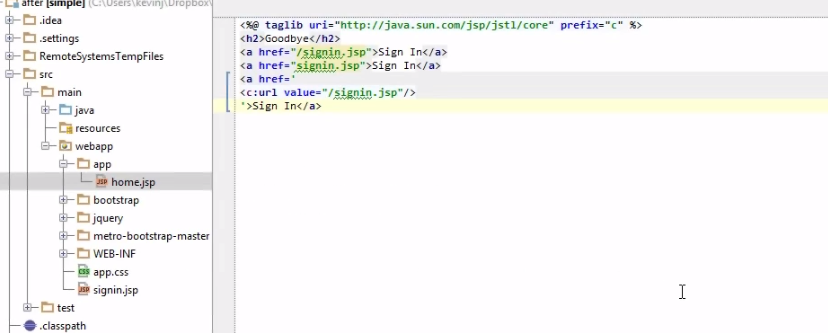 after [simple] (C:\Users\kevinj\Dropbox\
.idea
.settings
RemoteSystemsTempFiles
src
main
java
resources
webapp
app
home.jsp
bootstrap
jquery
metro-bootstrap-master
WEB-INF
app.css
signin.jsp
test
.classpath
<%@ taglib uri="http://java.sun.com/jsp/jstl/core" prefix="c" %>
<h2>Goodbye</h2>
<a href="/signin.jsp">Sign In</a>
<a href="signin.jsp">Sign In</a>
<a href='
<c:url value="/signin.jsp"/>
'>Sign In</a>